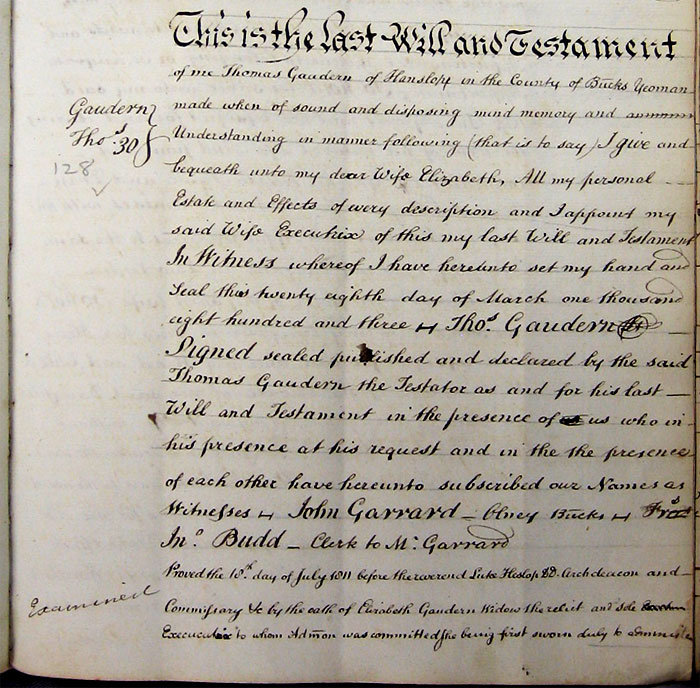 This is the Last Will and Testament
of me Thomas Gaudern of Hanslop in the County of Bucks Yeoman
made when of sound and disposing mind memory and
Gaudern
Thos. 30
128
Understanding in manner following (that is to say) I give and
bequeath unto my dear Wife Elizabeth, All my personal
Estate and Effects of every description and I appoint my
said Wife Executrix of this my last Will and Testament
In Witness whereof I have hereunto set my hand and
Seal this twenty eighth day of March one thousand
eight hundred and three Thos. Gaudern
Signed sealed published and declared by the said
Thomas Gaudern the Testator as and for his last
Will and Testament in the presence of us who in
his presence at his request and in the the presence
of each other have hereunto subscribed our Names as
Witnesses John Garrard – Olney Bucks
Jno. Budd – Clerk to Mr. Garrard
Proved the 18th. day of July 1811 before the reverend Luke Heslop DD. Archdeacon and
Examined
Commissary &c by the oath of Elizabeth Gaudern Widow the relict and sole
to whom Admon was committed she being first sworn duly to